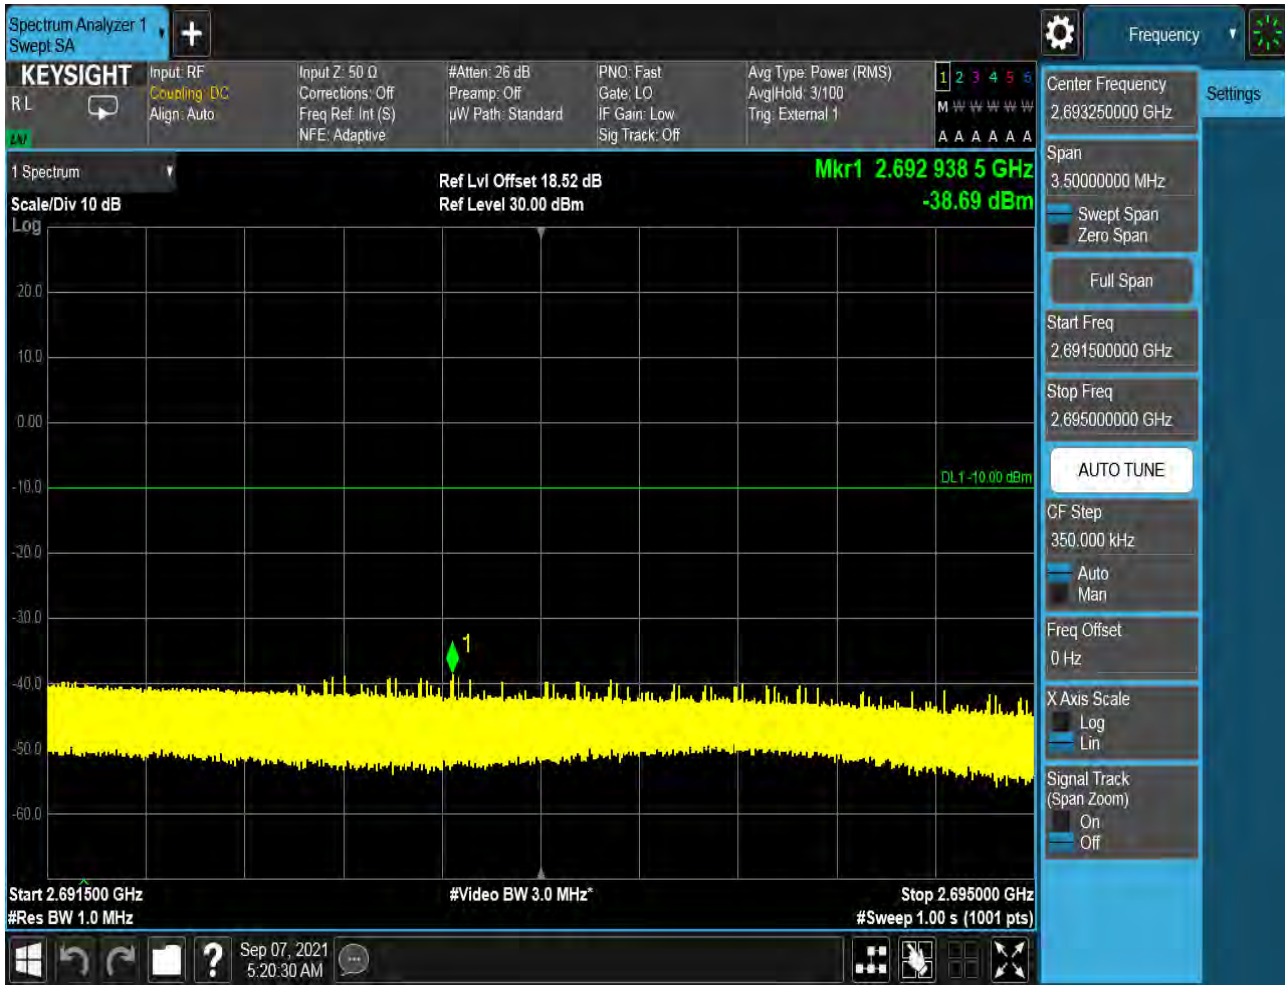 Spectrum Analyzer 1
Swept SA
Frequency
KEYSIGHT
R L
Input: RF
Coupling: DC
Align: Auto
Input Z: 50 Ω
Corrections: Off
Freq Ref: Int (S)
NFE: Adaptive
#Atten: 26 dB
Preamp: Off
µW Path: Standard
PNO: Fast
Gate: LO
IF Gain: Low
Sig Track: Off
Avg Type: Power (RMS)
Avg|Hold: 3/100
Trig: External 1
1 2 3 4 5 6
M W W W W W
A A A A A A
1 Spectrum
Scale/Div 10 dB
Log
Ref Lvl Offset 18.52 dB
Ref Level 30.00 dBm
Mkr1 2.692 938 5 GHz
-38.69 dBm
20.0
10.0
0.00
-10.0
-20.0
-30.0
-40.0
-50.0
-60.0
DL1 -10.00 dBm
1
Start 2.691500 GHz
#Res BW 1.0 MHz
#Video BW 3.0 MHz*
Stop 2.695000 GHz
#Sweep 1.00 s (1001 pts)
Sep 07, 2021
5:20:30 AM
Center Frequency
2.693250000 GHz
Settings
Span
3.50000000 MHz
Swept Span
Zero Span
Full Span
Start Freq
2.691500000 GHz
Stop Freq
2.695000000 GHz
AUTO TUNE
CF Step
350.000 kHz
Auto
Man
Freq Offset
0 Hz
X Axis Scale
Log
Lin
Signal Track
(Span Zoom)
On
Off